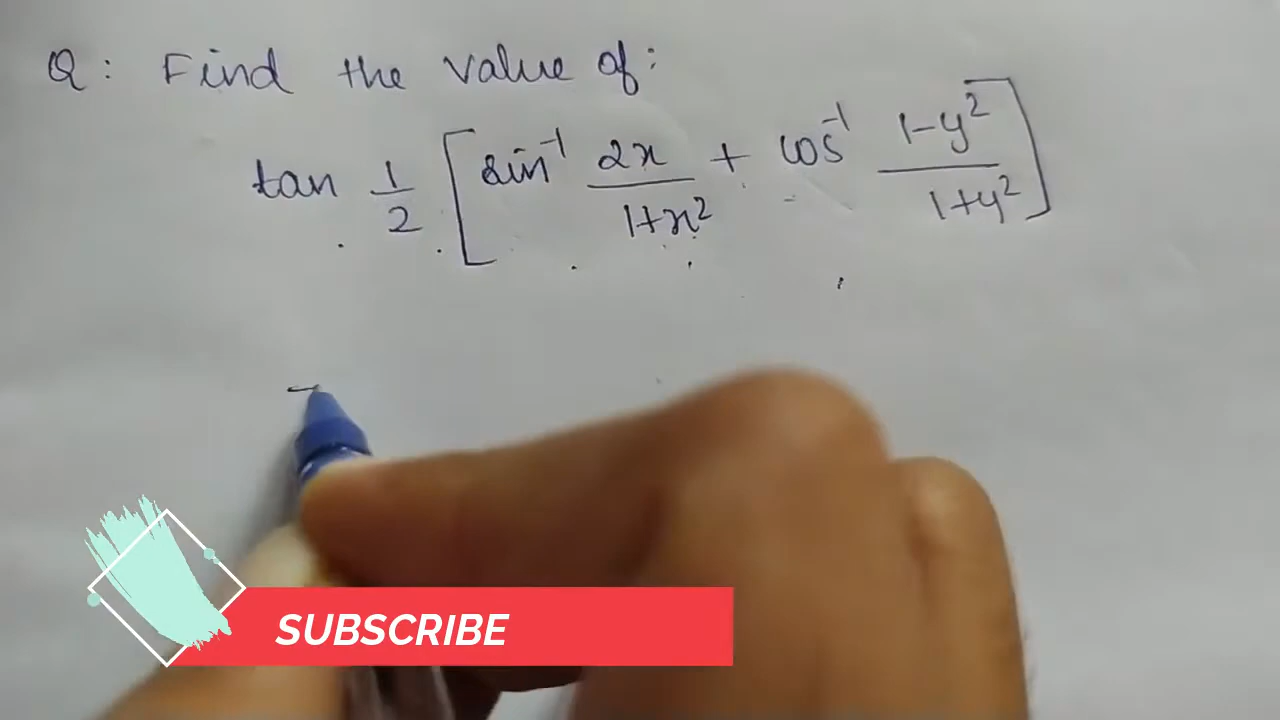 Q: Find the value of:
tan 1/2 [sin⁻¹ 2x/1+x² + cos⁻¹ 1-y²/1+y²]
SUBSCRIBE